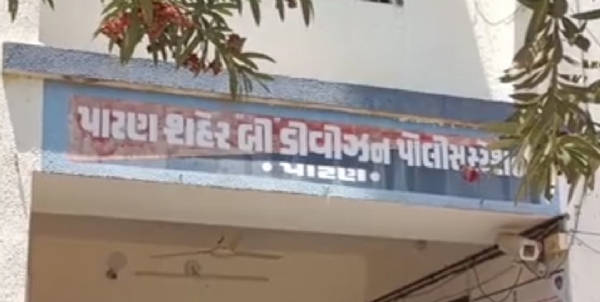 પાટણ શહેર બી ડીવીઝન પોલીસ સ્ટેશન
• પાટણ •